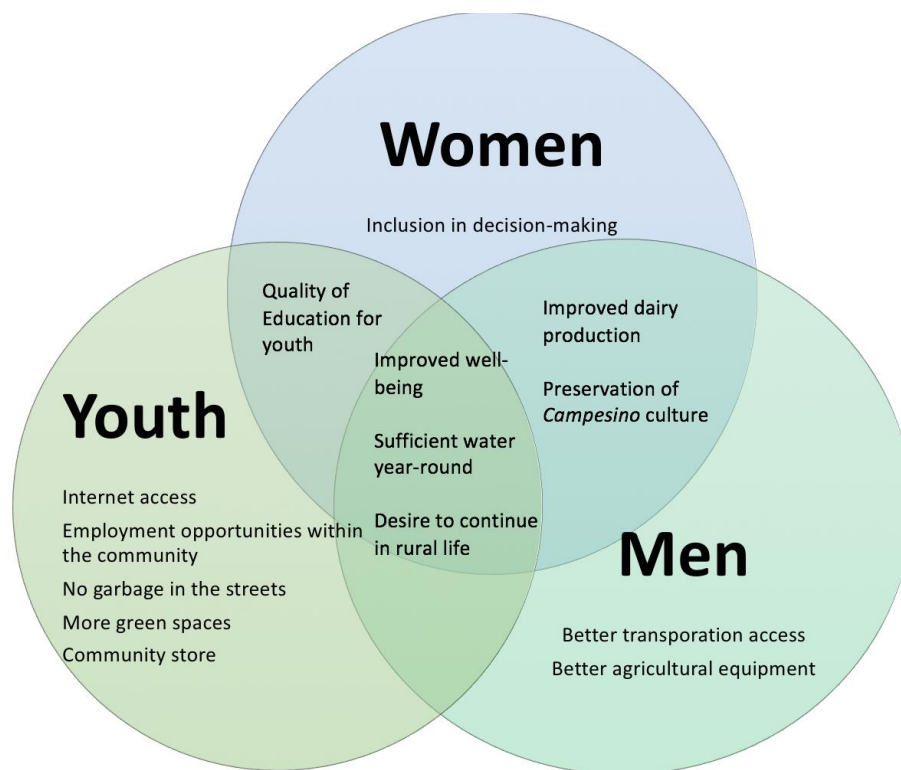 Women
Inclusion in decision-making
Quality of
Education for
youth
Improved well-
being
Sufficient water
year-round
Desire to continue
in rural life
Improved dairy
production
Preservation of
Campesino culture
Youth
Internet access
Employment opportunities within
the community
No garbage in the streets
More green spaces
Community store
Men
Better transporation access
Better agricultural equipment